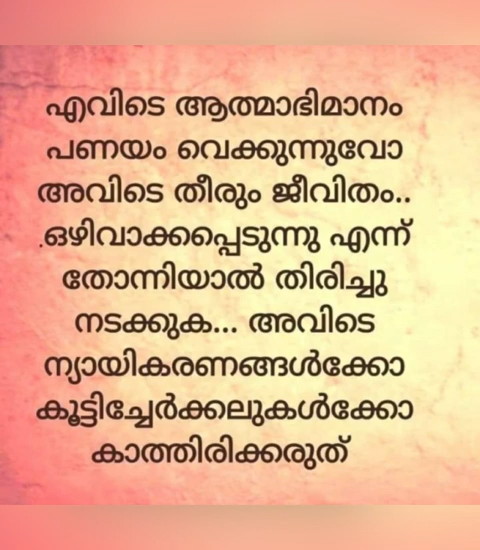 എവിടെ ആത്മാഭിമാനം
പണയം വെക്കുന്നുവോ
അവിടെ തീരും ജീവിതം..
.ഒഴിവാക്കപ്പെടുന്നു എന്ന്
തോന്നിയാൽ തിരിച്ചു
നടക്കുക... അവിടെ
ന്യായികരണങ്ങൾക്കോ
കൂട്ടിച്ചേർക്കലുകൾക്കോ
കാത്തിരിക്കരുത്